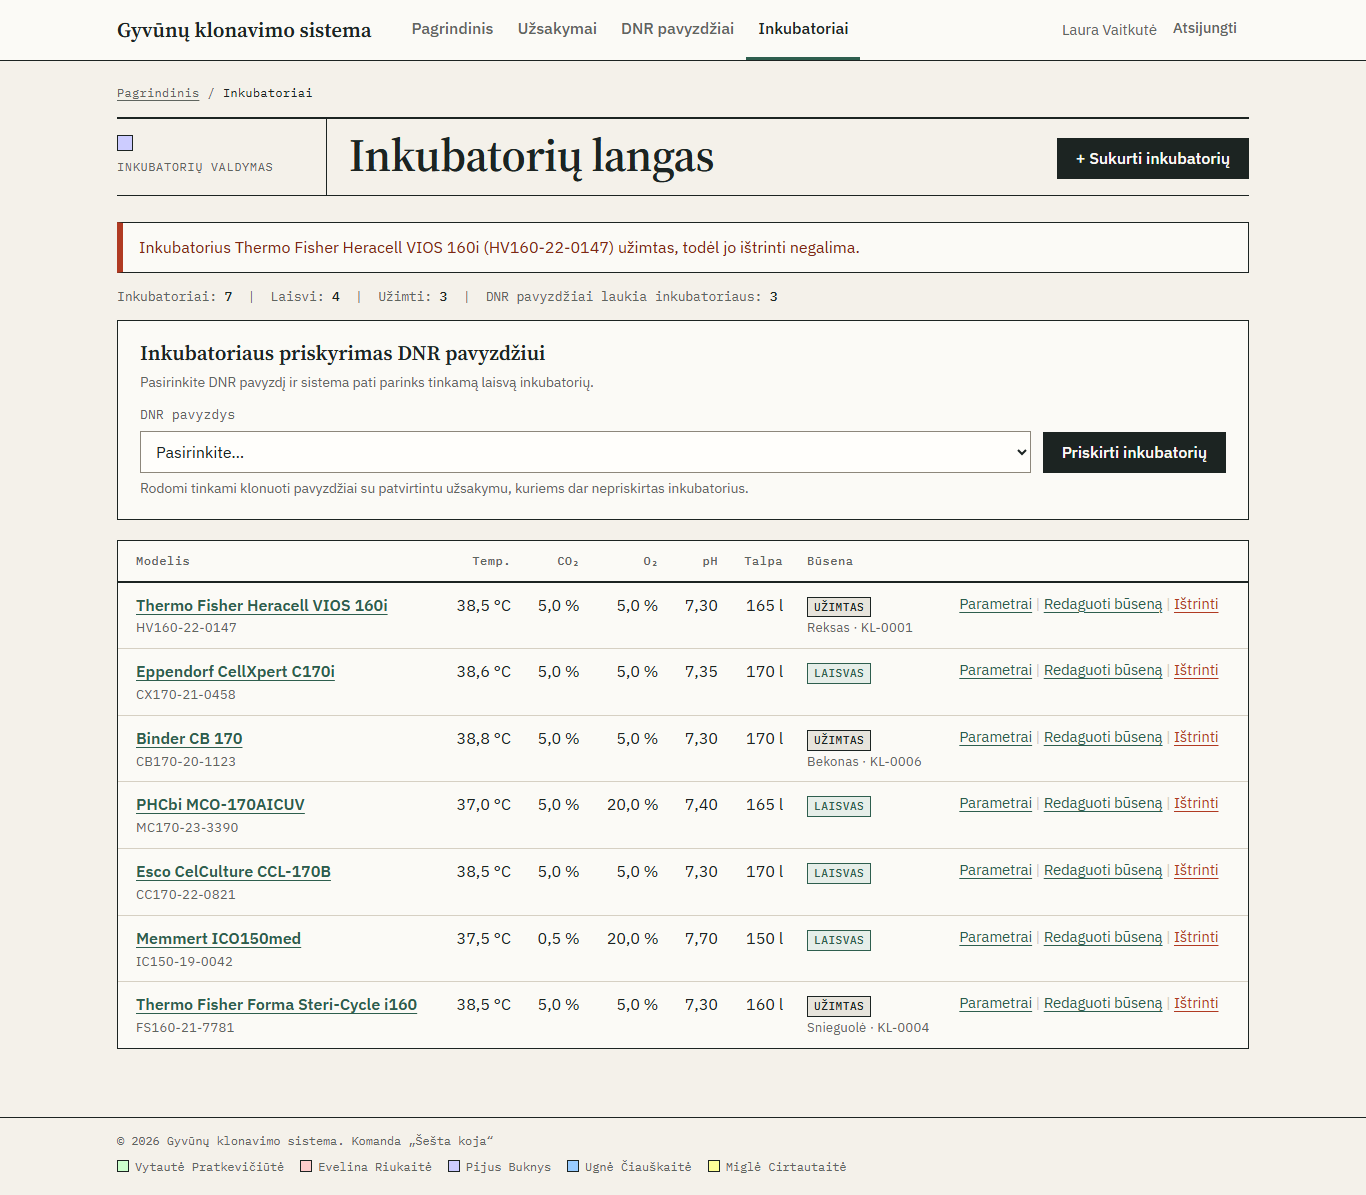 Gyvūnų klonavimo sistema Pagrindinis Užsakymai DNR pavyzdžiai Inkubatoriai Laura Vaitkutė Atsijungti
Pagrindinis / Inkubatoriai
INKUBATORIŲ VALDYMAS
Inkubatorių langas
+ Sukurti inkubatorių
Inkubatorius Thermo Fisher Heracell VIOS 160i (HV160-22-0147) užimtas, todėl jo ištrinti negalima.
Inkubatoriai: 7 | Laisvi: 4 | Užimti: 3 | DNR pavyzdžiai laukia inkubatoriaus: 3
Inkubatoriaus priskyrimas DNR pavyzdžiui
Pasirinkite DNR pavyzdį ir sistema pati parinks tinkamą laisvą inkubatorių.
DNR pavyzdys
Pasirinkite... Priskirti inkubatorių
Rodomi tinkami klonuoti pavyzdžiai su patvirtintu užsakymu, kuriems dar nepriskirtas inkubatorius.
Modelis Temp. CO₂ O₂ pH Talpa Būsena
Thermo Fisher Heracell VIOS 160i 38,5 °C 5,0 % 5,0 % 7,30 165 l UŽIMTAS Parametrai | Redaguoti būseną | Ištrinti
HV160-22-0147 Reksas · KL-0001
Eppendorf CellXpert C170i 38,6 °C 5,0 % 5,0 % 7,35 170 l LAISVAS Parametrai | Redaguoti būseną | Ištrinti
CX170-21-0458
Binder CB 170 38,8 °C 5,0 % 5,0 % 7,30 170 l UŽIMTAS Parametrai | Redaguoti būseną | Ištrinti
CB170-20-1123 Bekonas · KL-0006
PHCbi MCO-170AICUV 37,0 °C 5,0 % 20,0 % 7,40 165 l LAISVAS Parametrai | Redaguoti būseną | Ištrinti
MC170-23-3390
Esco CelCulture CCL-170B 38,5 °C 5,0 % 5,0 % 7,30 170 l LAISVAS Parametrai | Redaguoti būseną | Ištrinti
CC170-22-0821
Memmert ICO150med 37,5 °C 0,5 % 20,0 % 7,70 150 l LAISVAS Parametrai | Redaguoti būseną | Ištrinti
IC150-19-0042
Thermo Fisher Forma Steri-Cycle i160 38,5 °C 5,0 % 5,0 % 7,30 160 l UŽIMTAS Parametrai | Redaguoti būseną | Ištrinti
FS160-21-7781 Snieguolė · KL-0004
© 2026 Gyvūnų klonavimo sistema. Komanda „Šešta koja“
Vytautė Pratkevičiūtė Evelina Riukaitė Pijus Buknys Ugnė Čiauškaitė Miglė Cirtautaitė